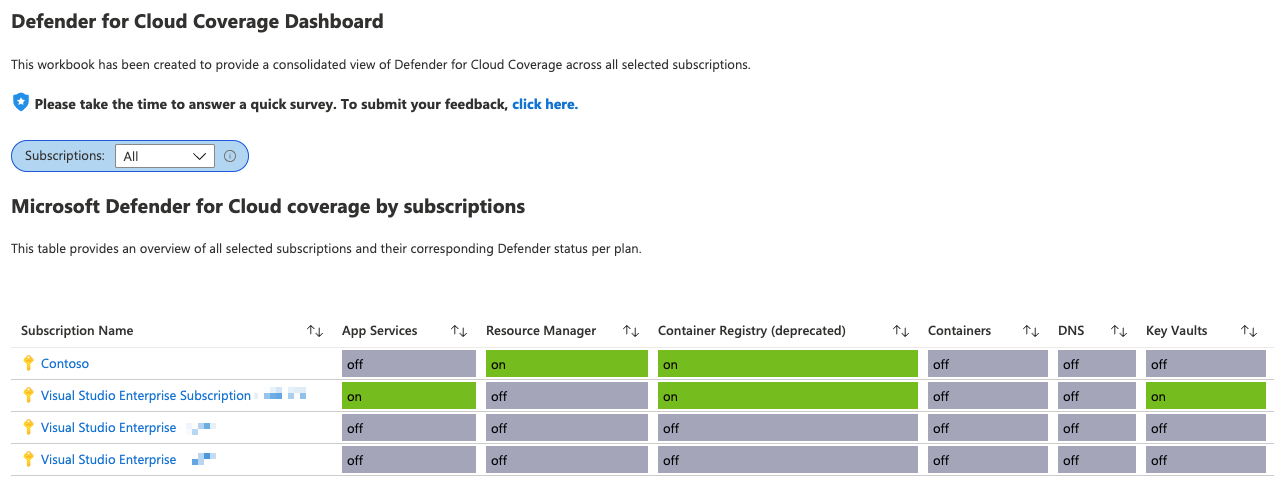 Defender for Cloud Coverage Dashboard
This workbook has been created to provide a consolidated view of Defender for Cloud Coverage across all selected subscriptions.
Please take the time to answer a quick survey. To submit your feedback, click here.
Subscriptions: All
Microsoft Defender for Cloud coverage by subscriptions
This table provides an overview of all selected subscriptions and their corresponding Defender status per plan.
Subscription Name App Services Resource Manager Container Registry (deprecated) Containers DNS Key Vaults
Contoso off on on off off off
Visual Studio Enterprise Subscription on off on off off on
Visual Studio Enterprise off off off off off off
Visual Studio Enterprise off off off off off off